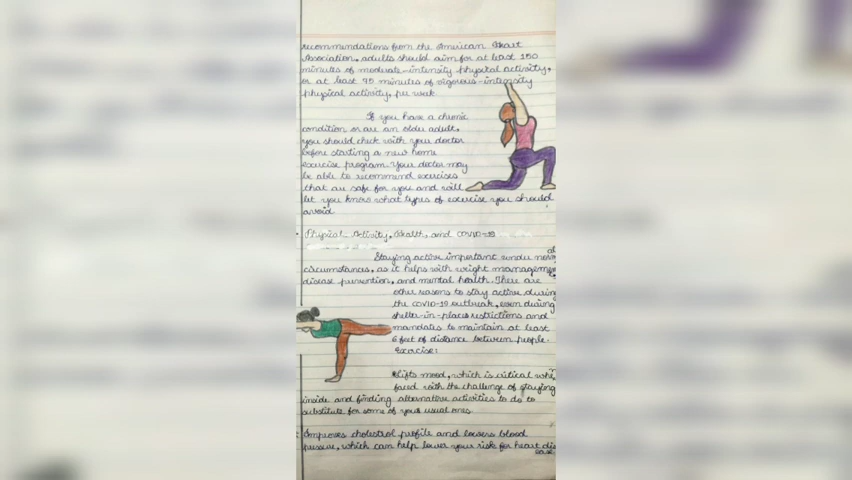 recommendations from the American Heart
Association, adults should aim for at least 150
minutes of moderate-intensity physical activity,
or at least 75 minutes of vigorous-intensity
physical activity, per week.
If you have a chronic
condition or are an older adult,
you should check with your doctor
before starting a new home
exercise program. Your doctor may
be able to recommend exercises
that are safe for you and will
let you know what types of exercise you should
avoid.
Physical Activity, Health, and COVID-19
Staying active important under normal
circumstances, as it helps with weight management
disease prevention, and mental health. There are
other reasons to stay active during
the COVID-19 outbreak, even during
shelter-in-place restrictions and
mandates to maintain at least
6 feet of distance between people.
Exercise:
lifts mood, which is critical whi
faced with the challenge of staying
inside and finding alternative activities to do to
substitute for some of your usual ones.
Improves cholestrol profile and lowers blood
pressure, which can help lower your risk for heart disease